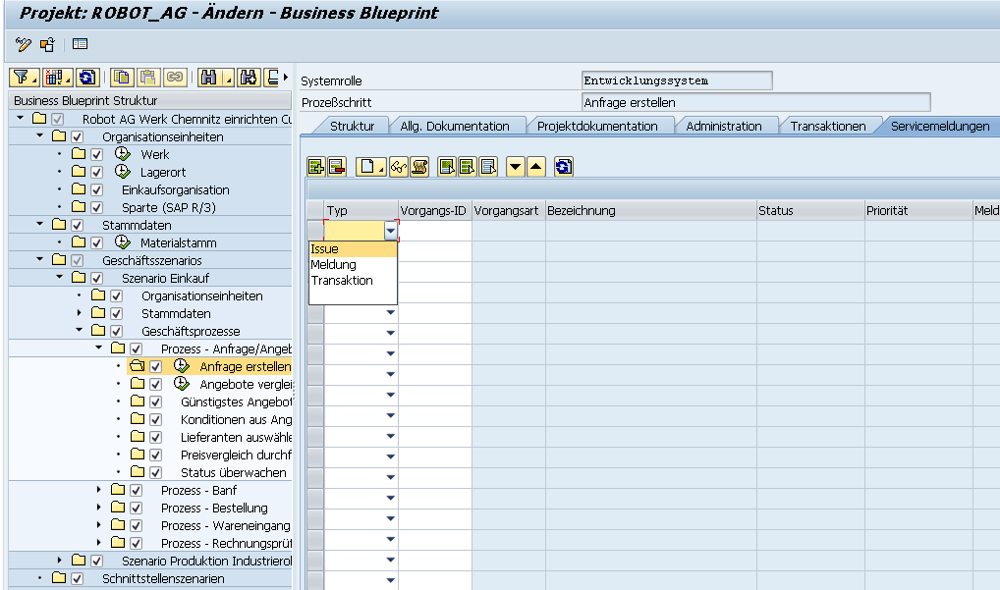 Projekt: ROBOT_AG - Ändern - Business Blueprint
Systemrolle
Entwicklungssystem
Prozeßschritt
Anfrage erstellen
Struktur
Allg. Dokumentation
Projektdokumentation
Administration
Transaktionen
Servicemeldungen
Business Blueprint Struktur
Robot AG Werk Chemnitz einrichten Cu
Organisationseinheiten
Werk
Lagerort
Einkaufsorganisation
Sparte (SAP R/3)
Stammdaten
Materialstamm
Geschäftsszenarios
Szenario Einkauf
Organisationseinheiten
Stammdaten
Geschäftsprozesse
Prozess - Anfrage/Angeb
Anfrage erstellen
Angebote verglei
Günstigstes Angebot
Konditionen aus Ang
Lieferanten auswähle
Preisvergleich durchf
Status überwachen
Prozess - Banf
Prozess - Bestellung
Prozess - Wareneingang
Prozess - Rechnungsprüf
Szenario Produktion Industrierol
Schnittstellenszenarien
Typ
Vorgangs-ID
Vorgangsart
Bezeichnung
Status
Priorität
Meld
Issue
Meldung
Transaktion